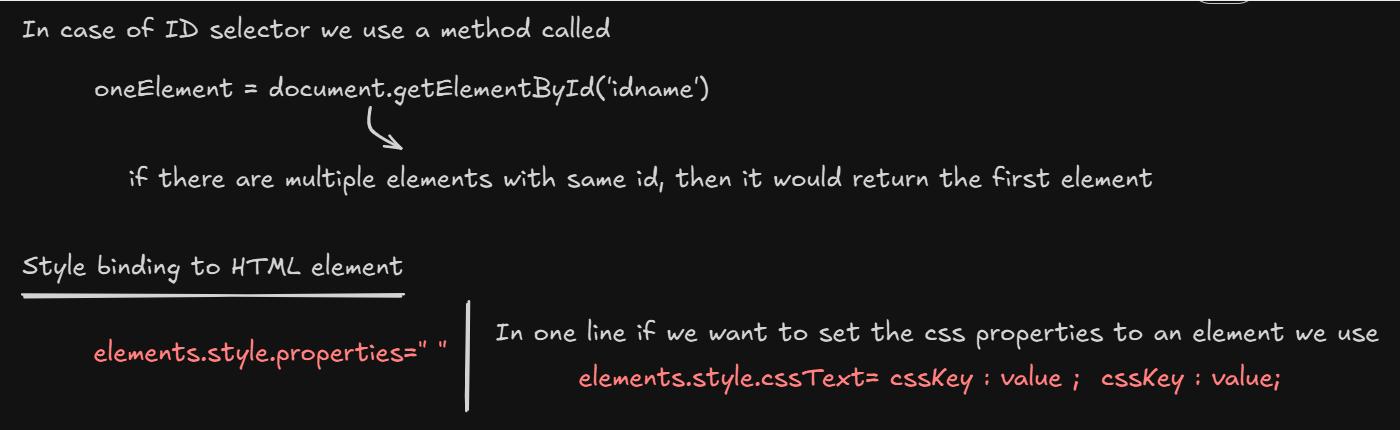 In case of ID selector we use a method called
oneElement = document.getElementById('idname')
if there are multiple elements with same id, then it would return the first element
Style binding to HTML element
elements.style.properties=" "
In one line if we want to set the css properties to an element we use
elements.style.cssText= cssKey : value ; cssKey : value;